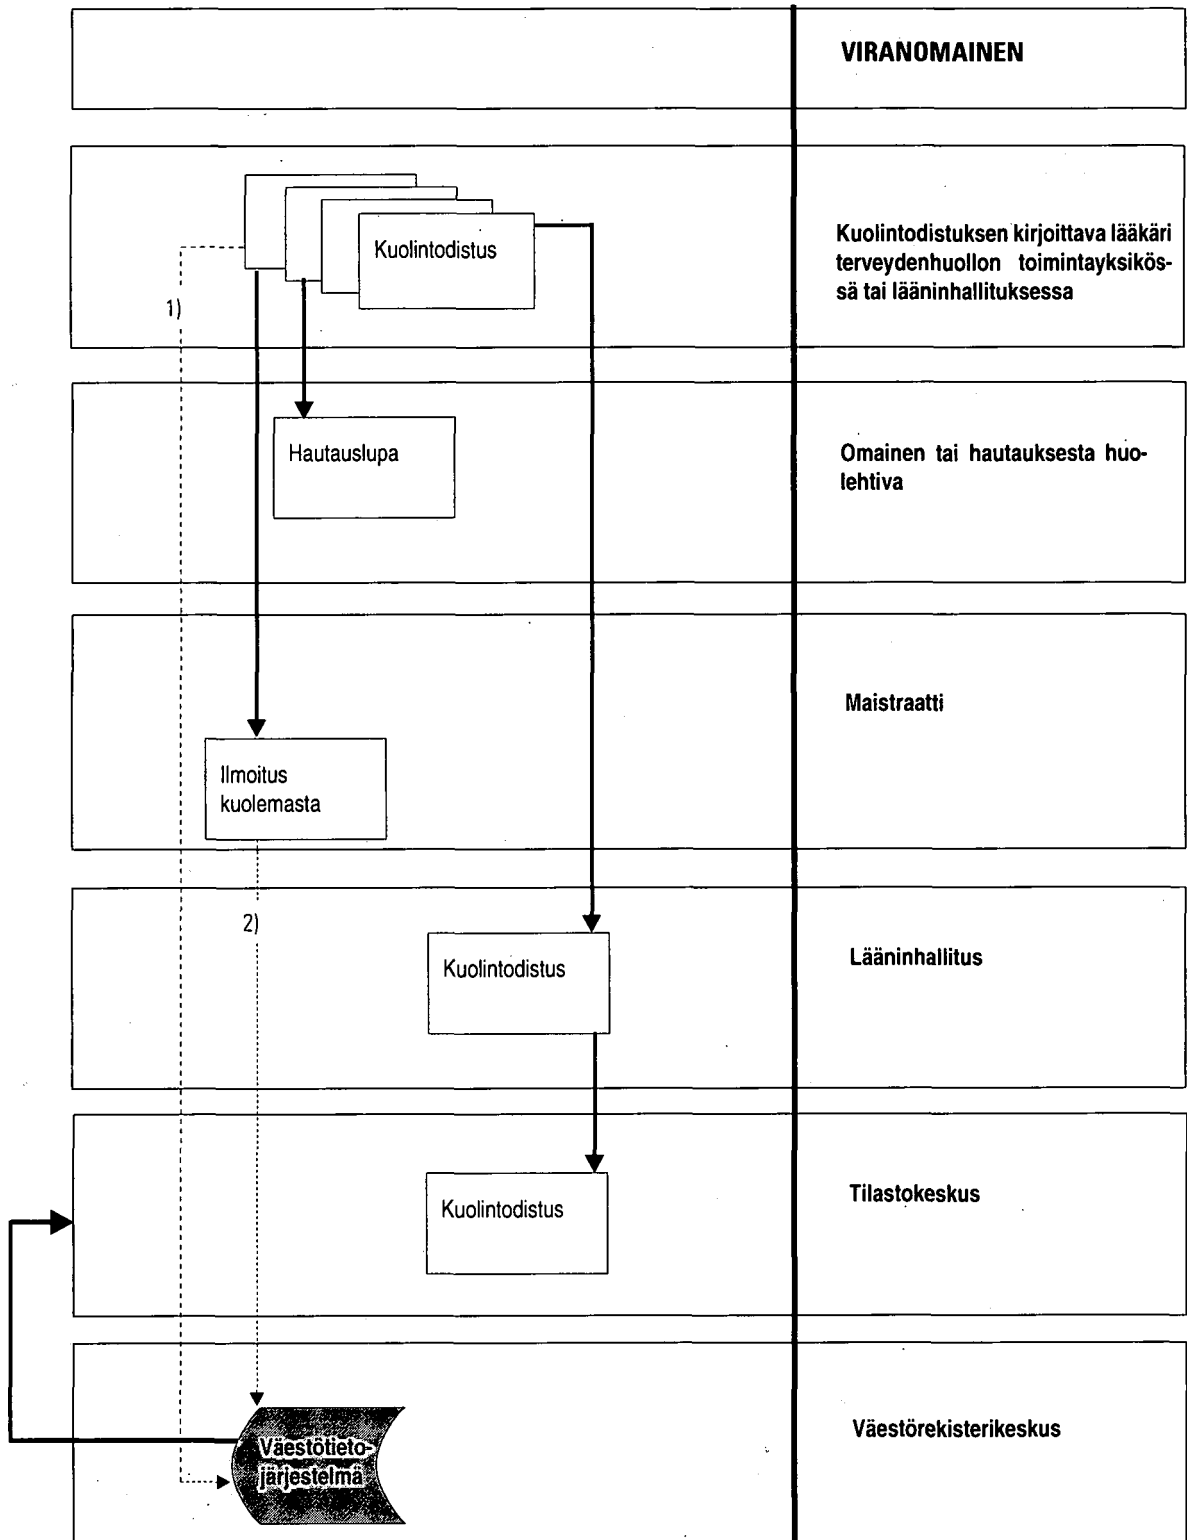 VIRANOMAINEN
Kuolintodistus
Kuolintodistuksen kirjoittava lääkäri
terveydenhuollon toimintayksikös-
sä tai lääninhallituksessa
1)
Hautauslupa
Omainen tai hautauksesta huo-
lehtiva
Maistraatti
Ilmoitus
kuolemasta
2)
Kuolintodistus
Lääninhallitus
Kuolintodistus
Tilastokeskus
Väestötieto-
järjestelmä
Väestörekisterikeskus